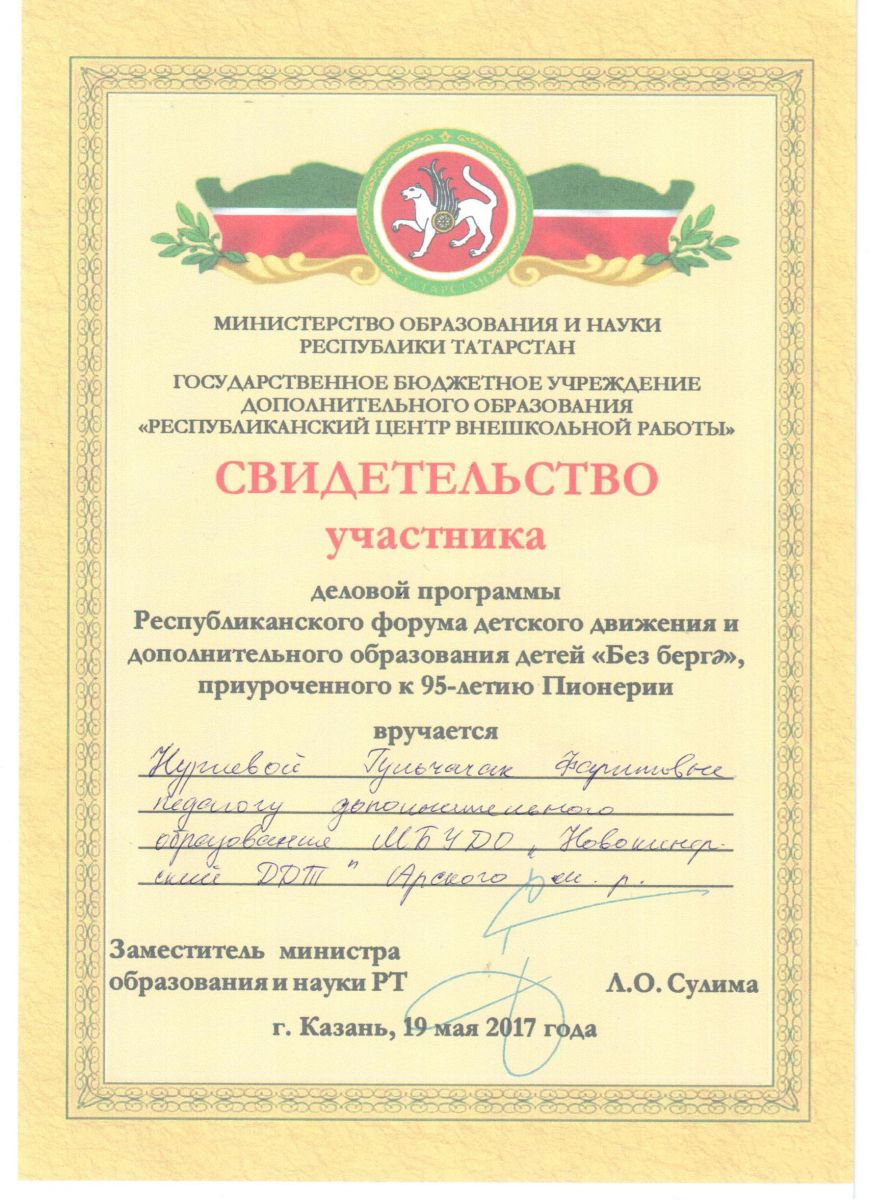 ТАТАРСТАН
МИНИСТЕРСТВО ОБРАЗОВАНИЯ И НАУКИ
РЕСПУБЛИКИ ТАТАРСТАН
ГОСУДАРСТВЕННОЕ БЮДЖЕТНОЕ УЧРЕЖДЕНИЕ
ДОПОЛНИТЕЛЬНОГО ОБРАЗОВАНИЯ
«РЕСПУБЛИКАНСКИЙ ЦЕНТР ВНЕШКОЛЬНОЙ РАБОТЫ»
СВИДЕТЕЛЬСТВО
участника
деловой программы
Республиканского форума детского движения и
дополнительного образования детей «Без бергә»,
приуроченного к 95-летию Пионерии
вручается
Нуриевой Гульчачак Фаритовне
педагогу дополнительного
образования МБУДО „Новокинер-
ский ДДТ" Арского м. р.
Заместитель министра
образования и науки РТ Л.О. Сулима
г. Казань, 19 мая 2017 года